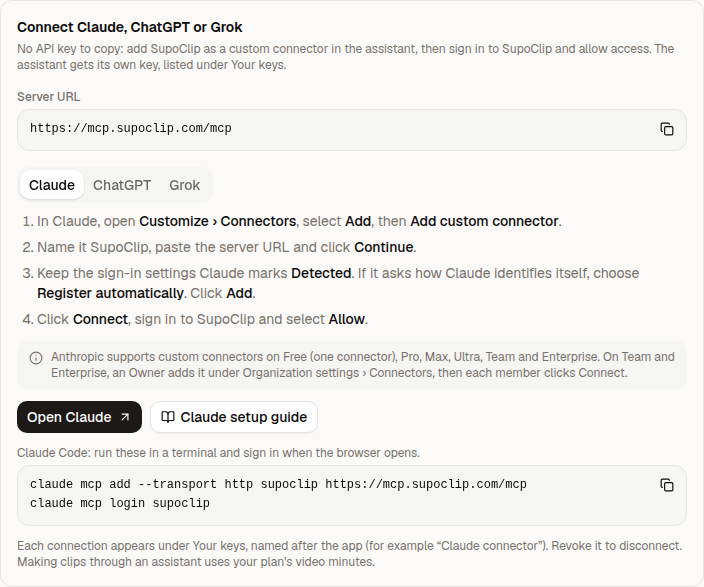 Connect Claude, ChatGPT or Grok
No API key to copy: add SupoClip as a custom connector in the assistant, then sign in to SupoClip and allow access. The
assistant gets its own key, listed under Your keys.
Server URL
https://mcp.supoclip.com/mcp
Claude ChatGPT Grok
1. In Claude, open Customize › Connectors, select Add, then Add custom connector.
2. Name it SupoClip, paste the server URL and click Continue.
3. Keep the sign-in settings Claude marks Detected. If it asks how Claude identifies itself, choose
Register automatically. Click Add.
4. Click Connect, sign in to SupoClip and select Allow.
Anthropic supports custom connectors on Free (one connector), Pro, Max, Ultra, Team and Enterprise. On Team and
Enterprise, an Owner adds it under Organization settings › Connectors, then each member clicks Connect.
Open Claude Claude setup guide
Claude Code: run these in a terminal and sign in when the browser opens.
claude mcp add --transport http supoclip https://mcp.supoclip.com/mcp
claude mcp login supoclip
Each connection appears under Your keys, named after the app (for example “Claude connector”). Revoke it to disconnect.
Making clips through an assistant uses your plan's video minutes.